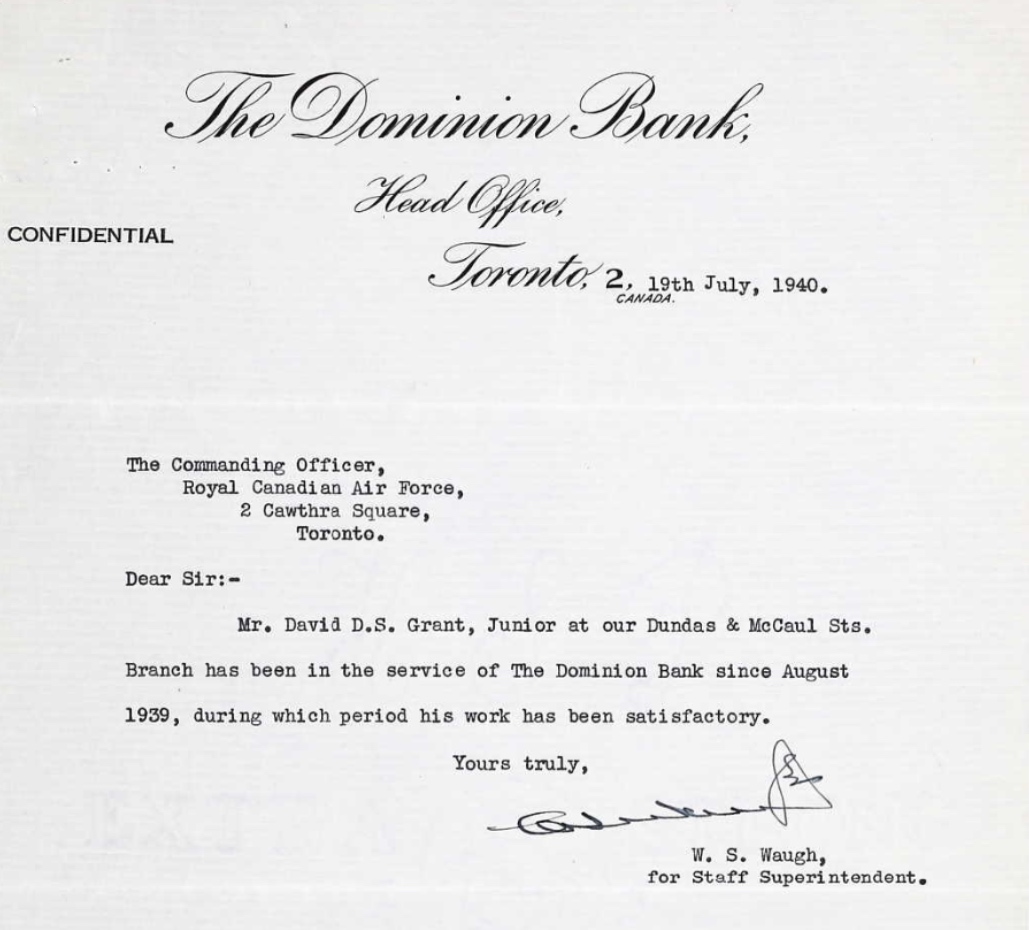 The Dominion Bank,
Head Office,
CONFIDENTIAL
Toronto, 2, 19th July, 1940.
CANADA.
The Commanding Officer,
Royal Canadian Air Force,
2 Cawthra Square,
Toronto.
Dear Sir:-
Mr. David D.S. Grant, Junior at our Dundas & McCaul Sts.
Branch has been in the service of The Dominion Bank since August
1939, during which period his work has been satisfactory.
Yours truly,
W. S. Waugh,
for Staff Superintendent.